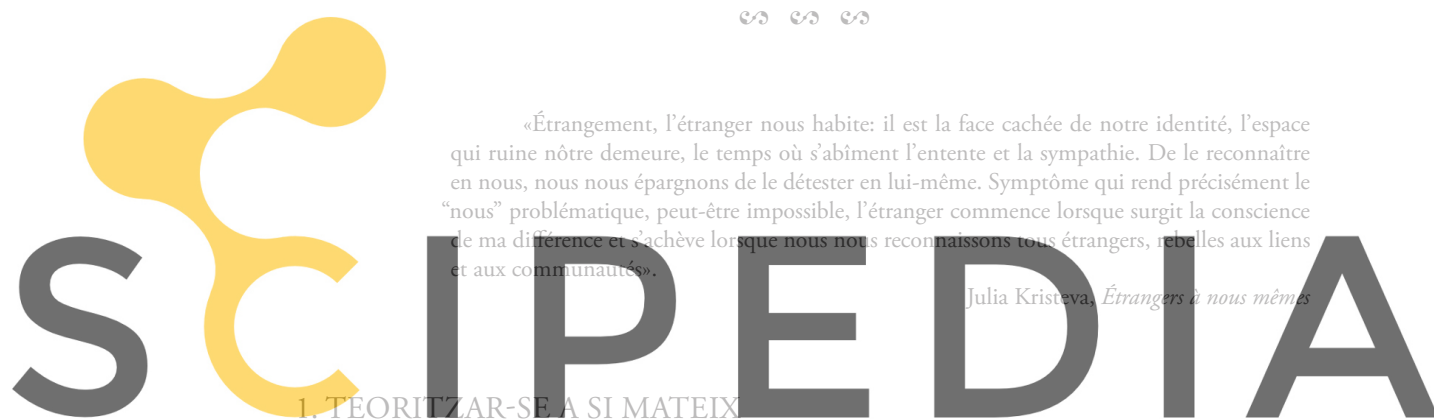 «Étrangement, l’étranger nous habite: il est la face cachée de notre identité, l’espace
qui ruine nôtre demeure, le temps où s’abîment l’entente et la sympathie. De le reconnaître
en nous, nous nous épargnons de le détester en lui-même. Symptôme qui rend précisément le
“nous” problématique, peut-être impossible, l’étranger commence lorsque surgit la conscience
de ma différence et s’achève lorsque nous nous reconnaissons tous étrangers, rebelles aux liens
et aux communautés».
Julia Kristeva, Étrangers à nous mêmes
SCIPEDIA
1. TEORITZAR-SE A SI MATEIX